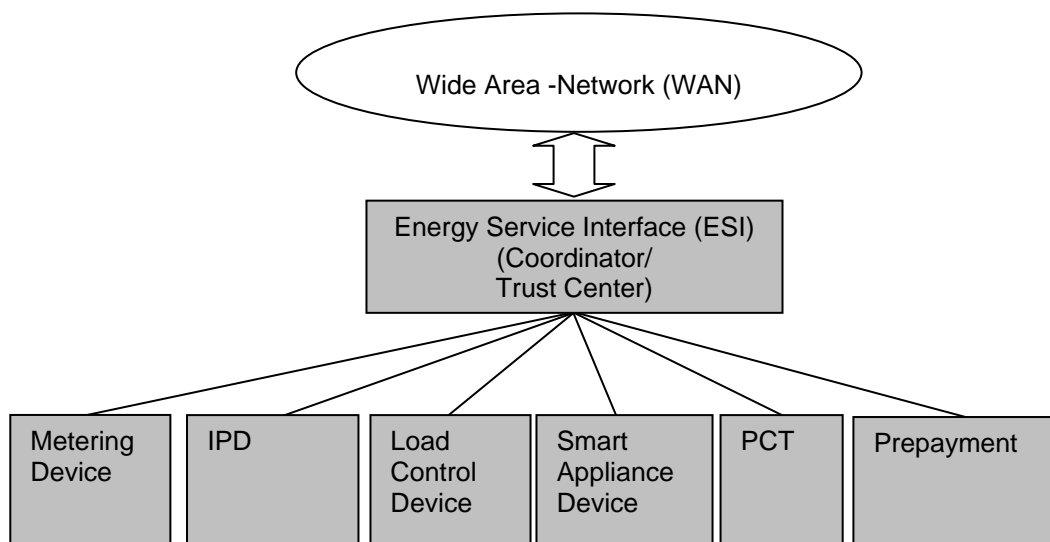 Wide Area -Network (WAN)
Energy Service Interface (ESI)
(Coordinator/
Trust Center)
Metering
Device
IPD
Load
Control
Device
Smart
Appliance
Device
PCT
Prepayment